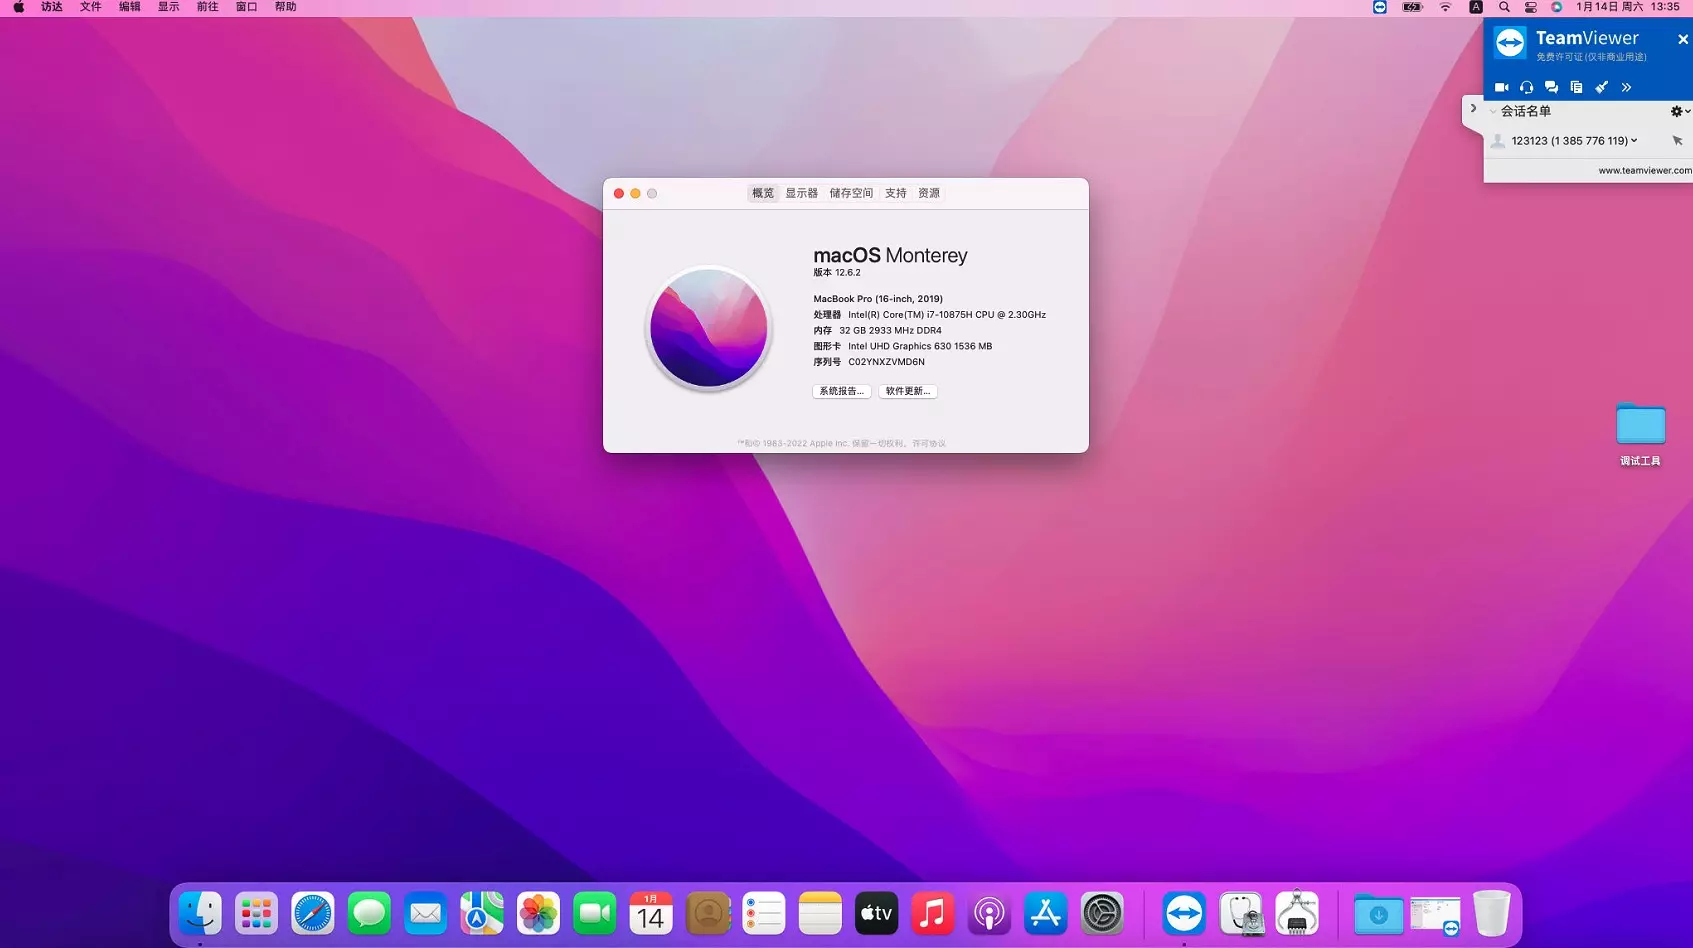 访达 文件 编辑 显示 前往 窗口 帮助
A 1月14日 周六 13:35
TeamViewer
免费许可证(仅非商业用途)
会话名单
123123 (1 385 776 119)
www.teamviewer.com
概览 显示器 储存空间 支持 资源
macOS Monterey
版本 12.6.2
MacBook Pro (16-inch, 2019)
处理器 Intel(R) Core(TM) i7-10875H CPU @ 2.30GHz
内存 32 GB 2933 MHz DDR4
图形卡 Intel UHD Graphics 630 1536 MB
序列号 C02YNXZVMD6N
系统报告... 软件更新...
™和© 1983-2022 Apple Inc. 保留一切权利。许可协议
调试工具
1月
14
tv